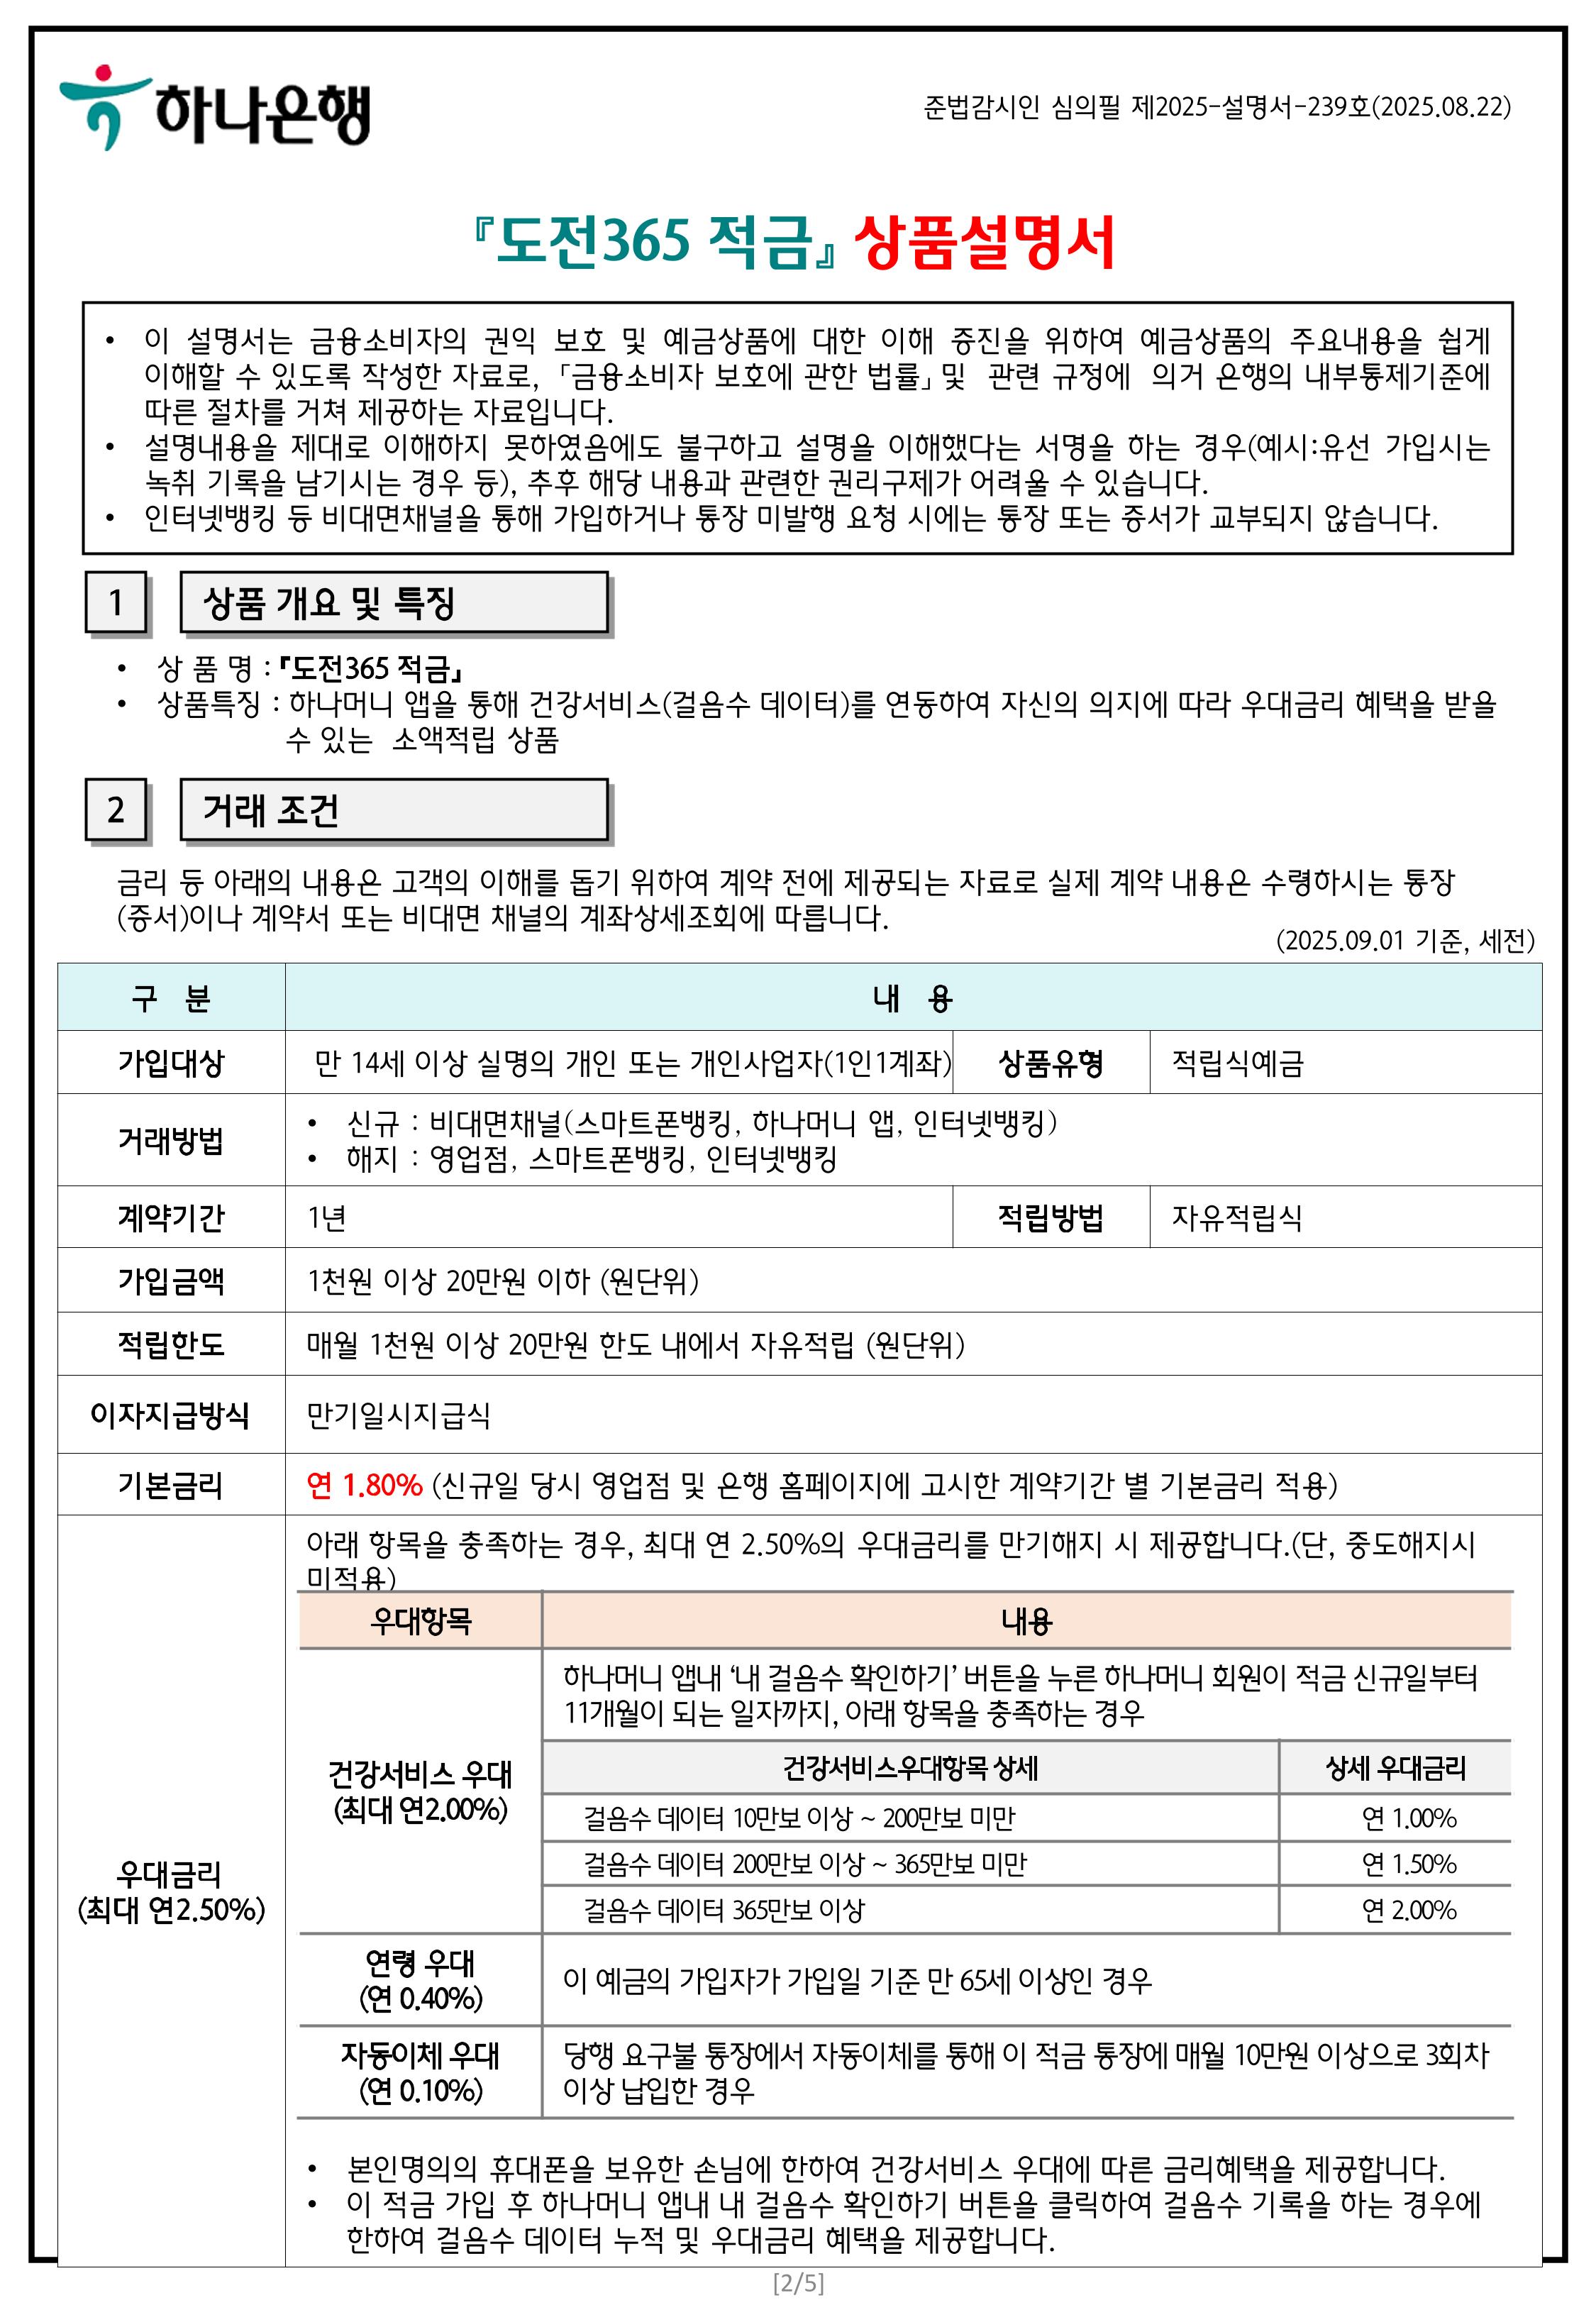 하나은행
준법감시인 심의필 제2025-설명서-239호(2025.08.22)
『도전365 적금』 상품설명서
• 이 설명서는 금융소비자의 권익 보호 및 예금상품에 대한 이해 증진을 위하여 예금상품의 주요내용을 쉽게
이해할 수 있도록 작성한 자료로, 「금융소비자 보호에 관한 법률」 및 관련 규정에 의거 은행의 내부통제기준에
따른 절차를 거쳐 제공하는 자료입니다.
• 설명내용을 제대로 이해하지 못하였음에도 불구하고 설명을 이해했다는 서명을 하는 경우(예시:유선 가입시는
녹취 기록을 남기시는 경우 등), 추후 해당 내용과 관련한 권리구제가 어려울 수 있습니다.
• 인터넷뱅킹 등 비대면채널을 통해 가입하거나 통장 미발행 요청 시에는 통장 또는 증서가 교부되지 않습니다.
1 상품 개요 및 특징
• 상 품 명 : 『도전365 적금』
• 상품특징 : 하나머니 앱을 통해 건강서비스(걸음수 데이터)를 연동하여 자신의 의지에 따라 우대금리 혜택을 받을
수 있는 소액적립 상품
2 거래 조건
금리 등 아래의 내용은 고객의 이해를 돕기 위하여 계약 전에 제공되는 자료로 실제 계약 내용은 수령하시는 통장
(증서)이나 계약서 또는 비대면 채널의 계좌상세조회에 따릅니다.
(2025.09.01 기준, 세전)
구 분 내 용
가입대상 만 14세 이상 실명의 개인 또는 개인사업자(1인1계좌) 상품유형 적립식예금
거래방법
• 신규 : 비대면채널(스마트폰뱅킹, 하나머니 앱, 인터넷뱅킹)
• 해지 : 영업점, 스마트폰뱅킹, 인터넷뱅킹
계약기간 1년 적립방법 자유적립식
가입금액 1천원 이상 20만원 이하 (원단위)
적립한도 매월 1천원 이상 20만원 한도 내에서 자유적립 (원단위)
이자지급방식 만기일시지급식
기본금리 연 1.80% (신규일 당시 영업점 및 은행 홈페이지에 고시한 계약기간 별 기본금리 적용)
우대금리
(최대 연2.50%)
아래 항목을 충족하는 경우, 최대 연 2.50%의 우대금리를 만기해지 시 제공합니다.(단, 중도해지시
미적용)
우대항목 내용
건강서비스 우대
(최대 연2.00%)
하나머니 앱내 ‘내 걸음수 확인하기’ 버튼을 누른 하나머니 회원이 적금 신규일부터
11개월이 되는 일자까지, 아래 항목을 충족하는 경우
건강서비스우대항목 상세 상세 우대금리
걸음수 데이터 10만보 이상 ~ 200만보 미만 연 1.00%
걸음수 데이터 200만보 이상 ~ 365만보 미만 연 1.50%
걸음수 데이터 365만보 이상 연 2.00%
연령 우대
(연 0.40%)
이 예금의 가입자가 가입일 기준 만 65세 이상인 경우
자동이체 우대
(연 0.10%)
당행 요구불 통장에서 자동이체를 통해 이 적금 통장에 매월 10만원 이상으로 3회차
이상 납입한 경우
• 본인명의의 휴대폰을 보유한 손님에 한하여 건강서비스 우대에 따른 금리혜택을 제공합니다.
• 이 적금 가입 후 하나머니 앱내 내 걸음수 확인하기 버튼을 클릭하여 걸음수 기록을 하는 경우에
한하여 걸음수 데이터 누적 및 우대금리 혜택을 제공합니다.
[2/5]